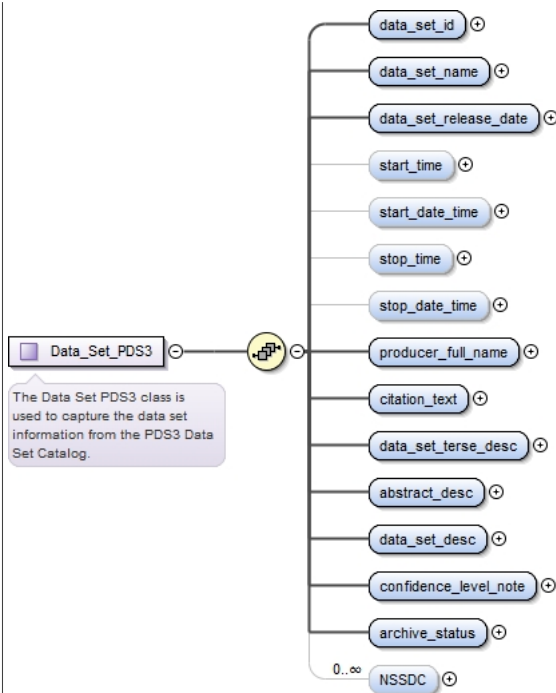 data_set_id
data_set_name
data_set_release_date
start_time
start_date_time
stop_time
stop_date_time
Data_Set_PDS3
producer_full_name
The Data Set PDS3 class is
used to capture the data set
information from the PDS3 Data
Set Catalog.
citation_text
data_set_terse_desc
abstract_desc
data_set_desc
confidence_level_note
archive_status
0..∞
NSSDC